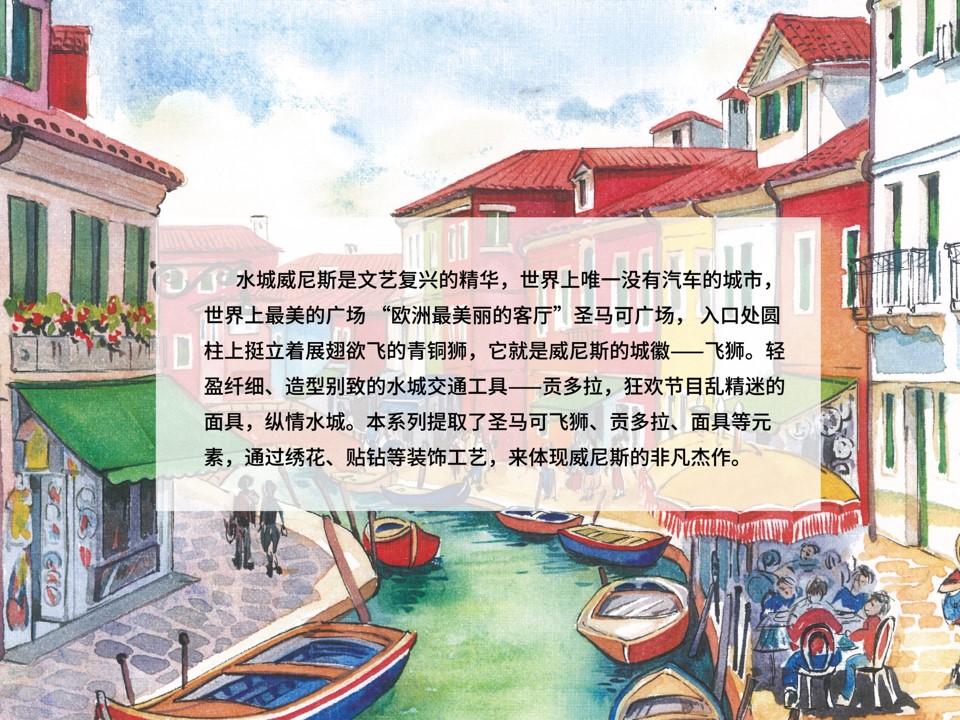 水城威尼斯是文艺复兴的精华，世界上唯一没有汽车的城市，
世界上最美的广场 “欧洲最美丽的客厅” 圣马可广场， 入口处圆
柱上挺立着展翅欲飞的青铜狮，它就是威尼斯的城徽——飞狮。轻
盈纤细、造型别致的水城交通工具——贡多拉，狂欢节目乱精迷的
面具，纵情水城。本系列提取了圣马可飞狮、贡多拉、面具等元
素，通过绣花、贴钻等装饰工艺，来体现威尼斯的非凡杰作。